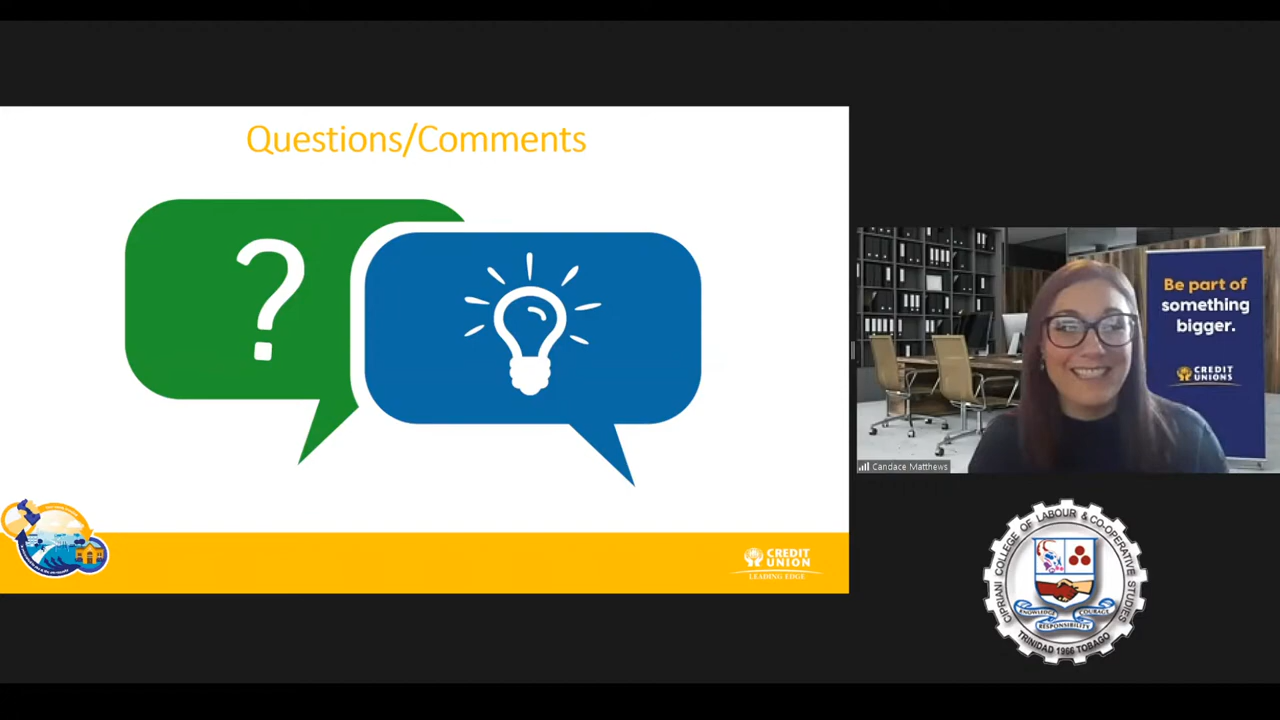 Questions/Comments
?
CREDIT
UNION
LEADING EDGE
Be part of
something
bigger.
CREDIT
UNIONS
Candace Matthews
CIPRIANI COLLEGE OF LABOUR & CO-OPERATIVE STUDIES
KNOWLEDGE
COURAGE
RESPONSIBILITY
TRINIDAD 1966 TOBAGO